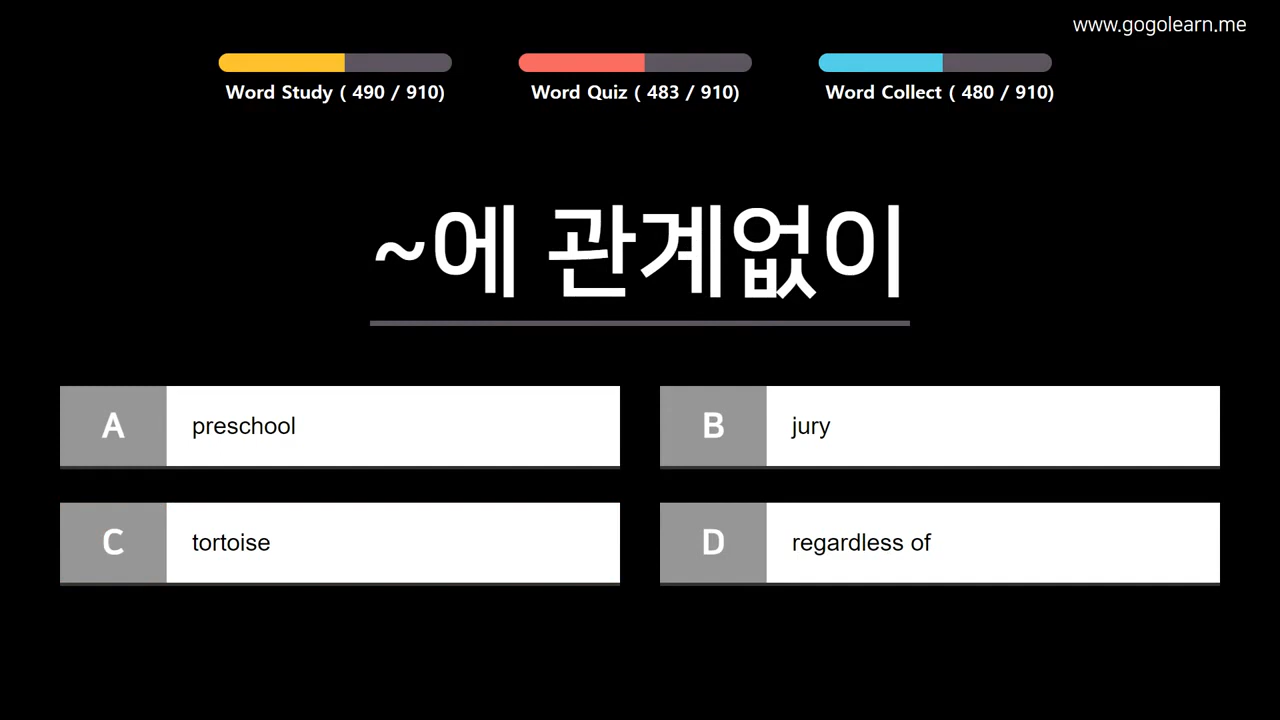 www.gogolearn.me
Word Study ( 490 / 910)
Word Quiz ( 483 / 910)
Word Collect ( 480 / 910)
~에 관계없이
A preschool
B jury
C tortoise
D regardless of